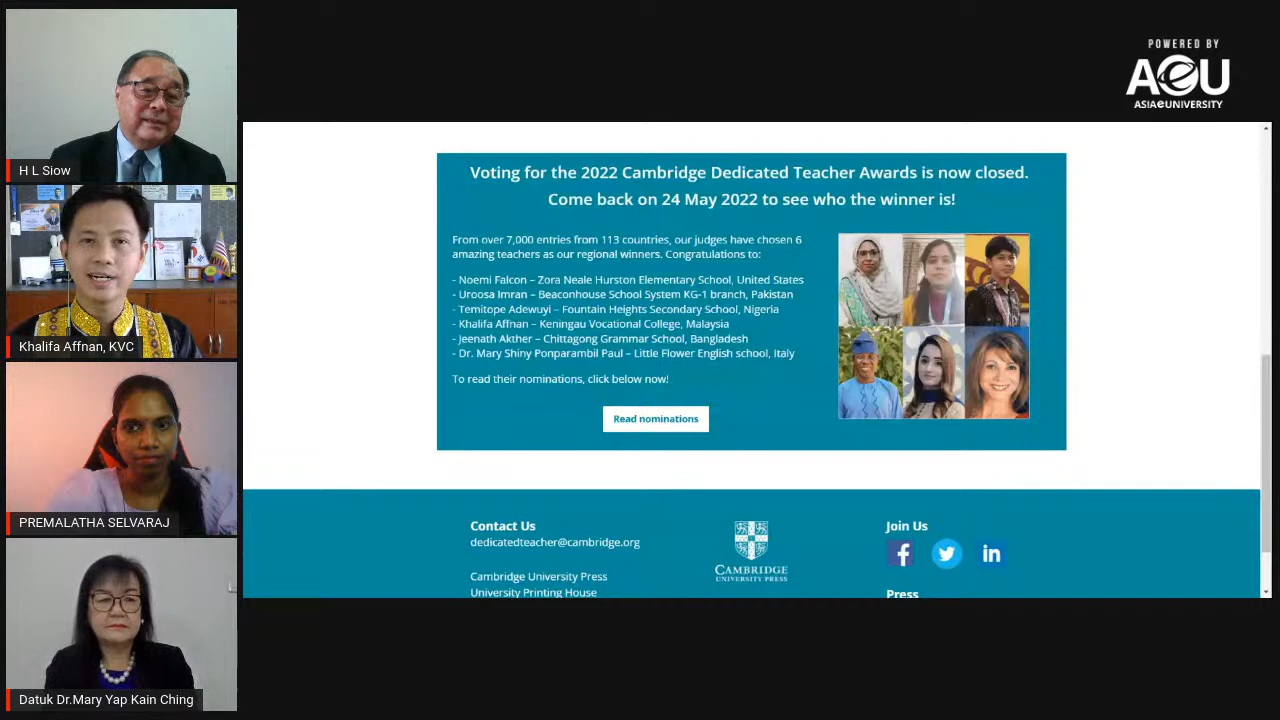 POWERED BY
AeU
ASIAeUNIVERSITY
H L Siow
Khalifa Affnan, KVC
PREMALATHA SELVARAJ
Datuk Dr.Mary Yap Kain Ching
Voting for the 2022 Cambridge Dedicated Teacher Awards is now closed.
Come back on 24 May 2022 to see who the winner is!
From over 7,000 entries from 113 countries, our judges have chosen 6
amazing teachers as our regional winners. Congratulations to:
- Noemi Falcon – Zora Neale Hurston Elementary School, United States
- Uroosa Imran – Beaconhouse School System KG-1 branch, Pakistan
- Temitope Adewuyi – Fountain Heights Secondary School, Nigeria
- Khalifa Affnan – Keningau Vocational College, Malaysia
- Jeenath Akther – Chittagong Grammar School, Bangladesh
- Dr. Mary Shiny Ponparambil Paul – Little Flower English school, Italy
To read their nominations, click below now!
Read nominations
Contact Us
dedicatedteacher@cambridge.org
Cambridge University Press
University Printing House
CAMBRIDGE
UNIVERSITY PRESS
Join Us
Press